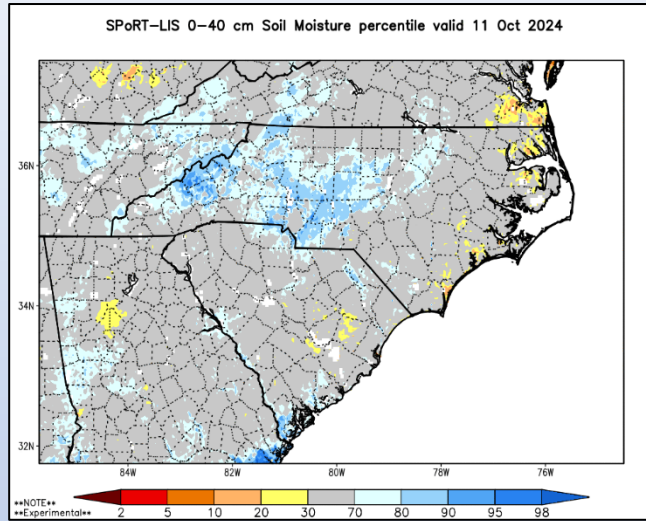 SPoRT-LIS 0-40 cm Soil Moisture percentile valid 11 Oct 2024
36N
34N
32N
84W 82W 80W 78W 76W
**NOTE**
**Experimental**
2 5 10 20 30 70 80 90 95 98